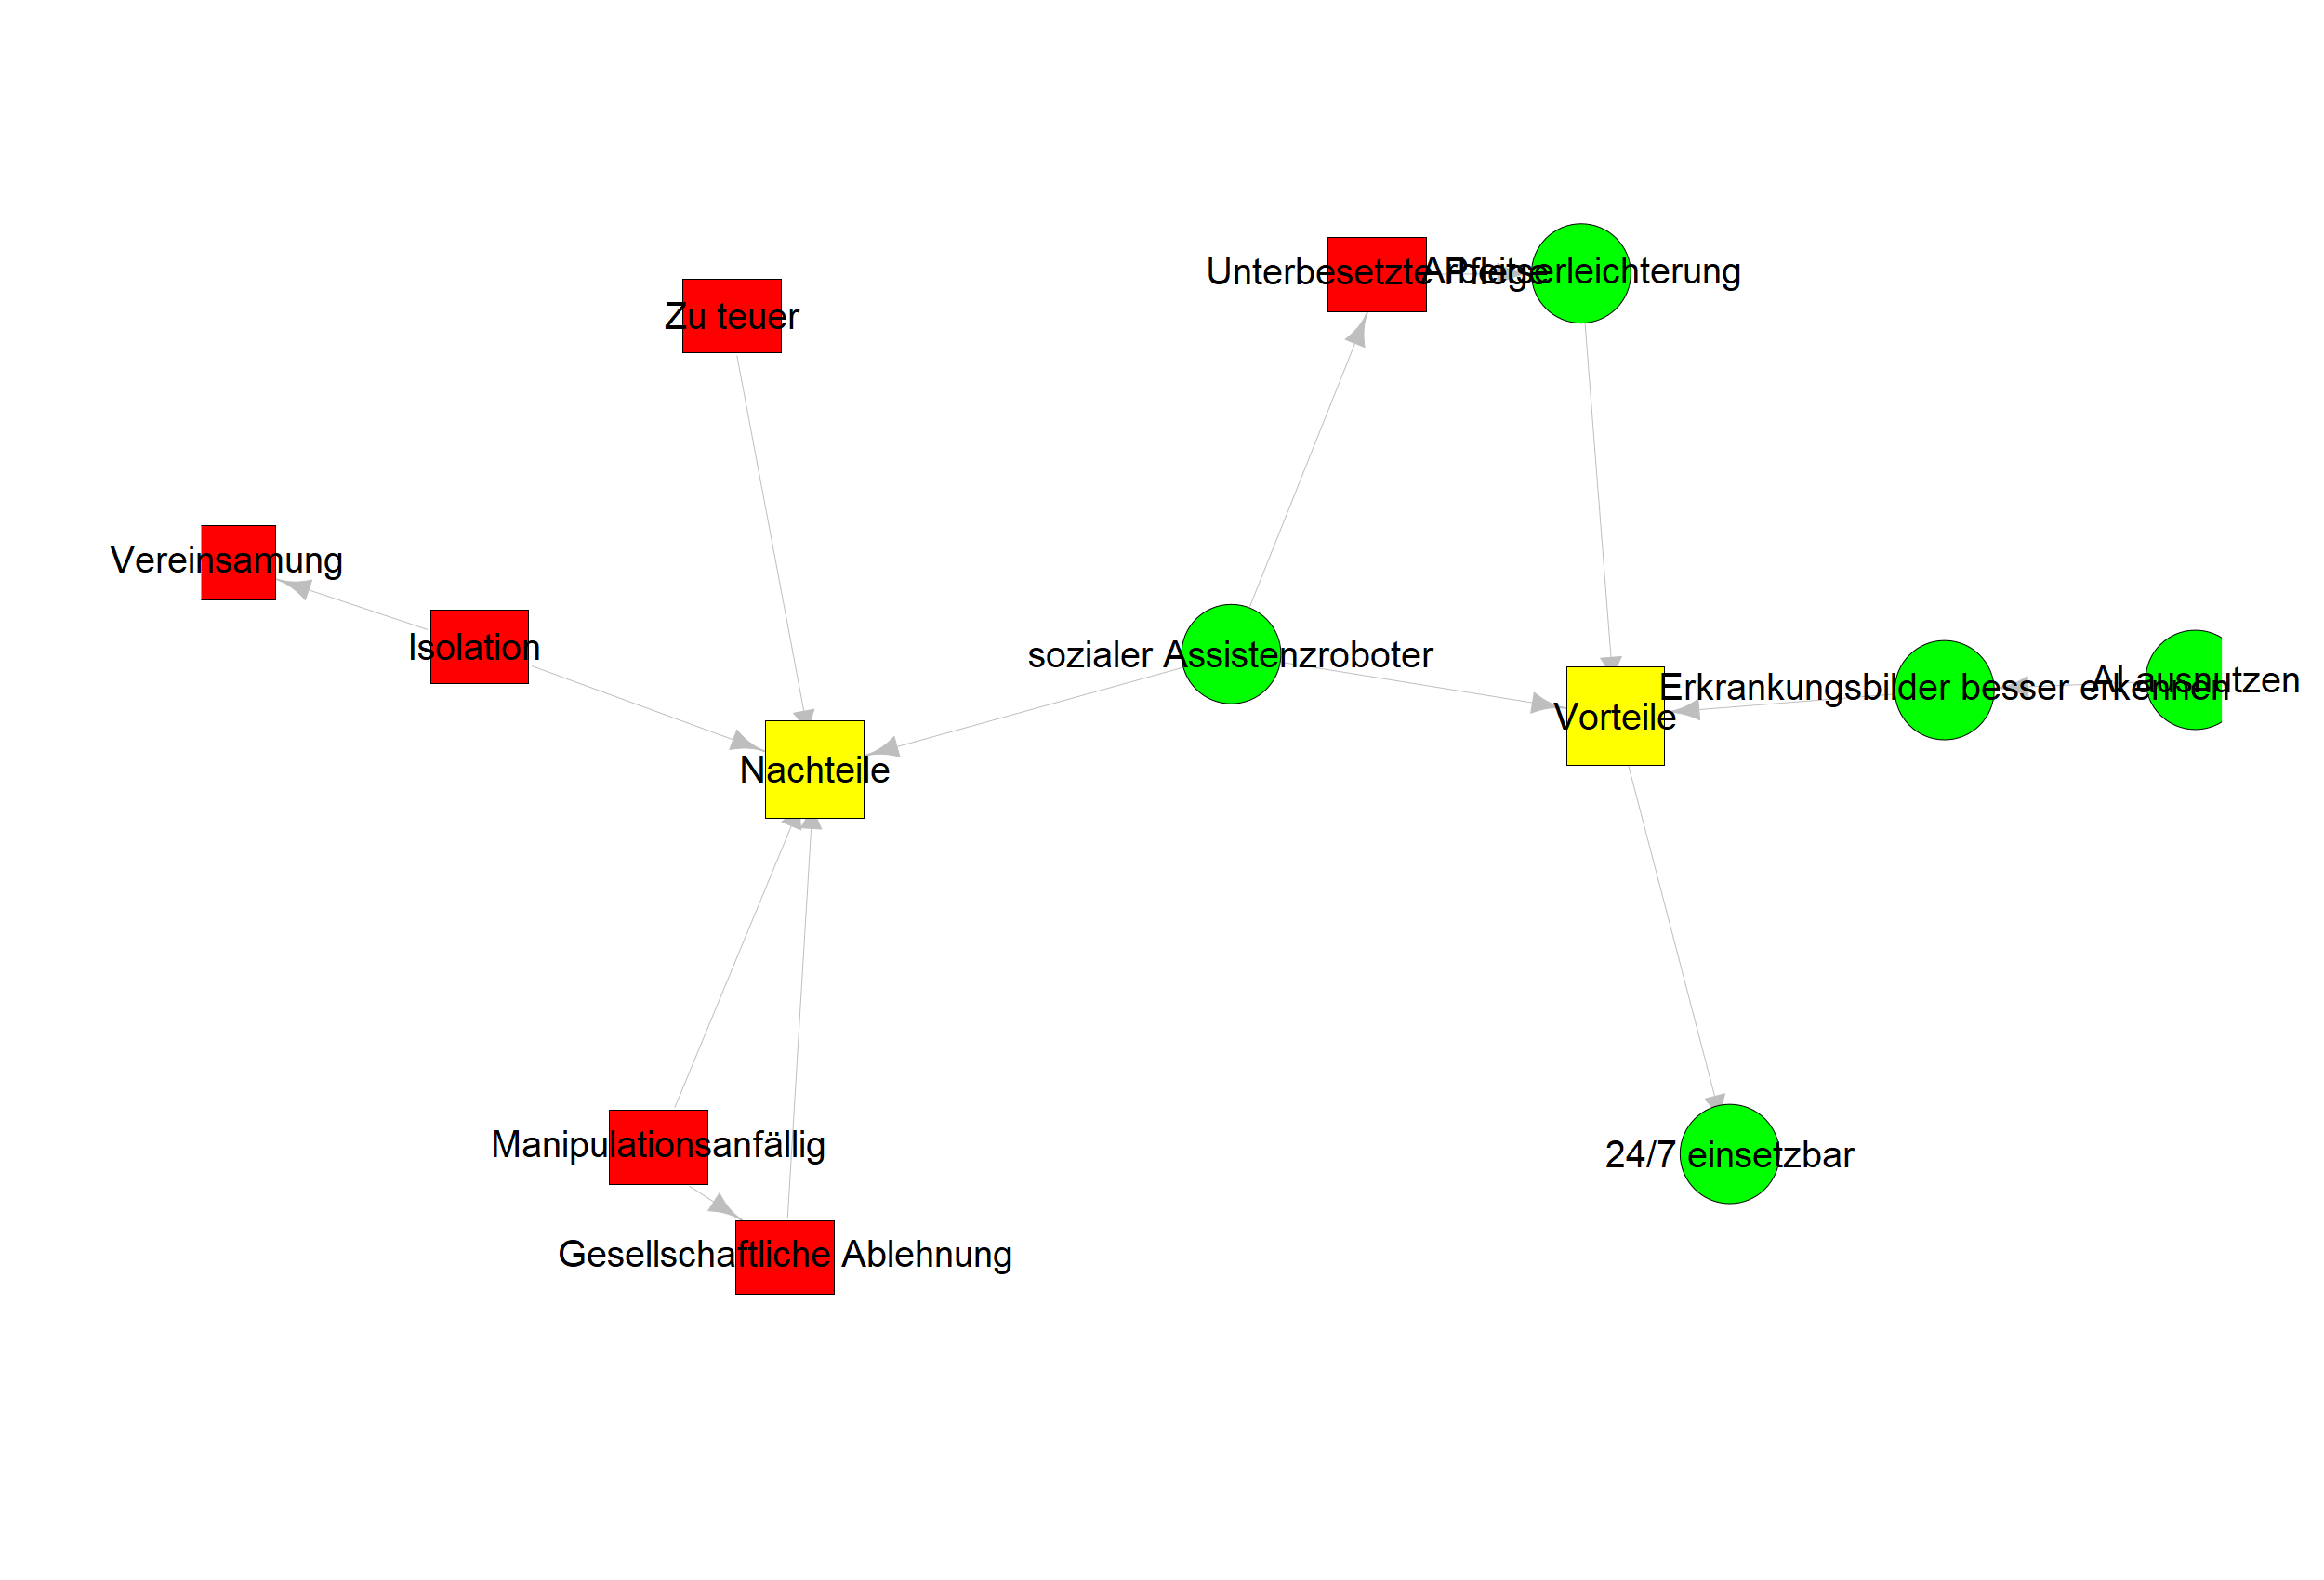 Unterbesetzte Pflege
Arbeitserleichterung
Zu teuer
Vereinsamung
Isolation
sozialer Assistenzroboter
Erkrankungsbilder besser erkennen
AI ausnutzen
Vorteile
Nachteile
Manipulationsanfällig
24/7 einsetzbar
Gesellschaftliche Ablehnung